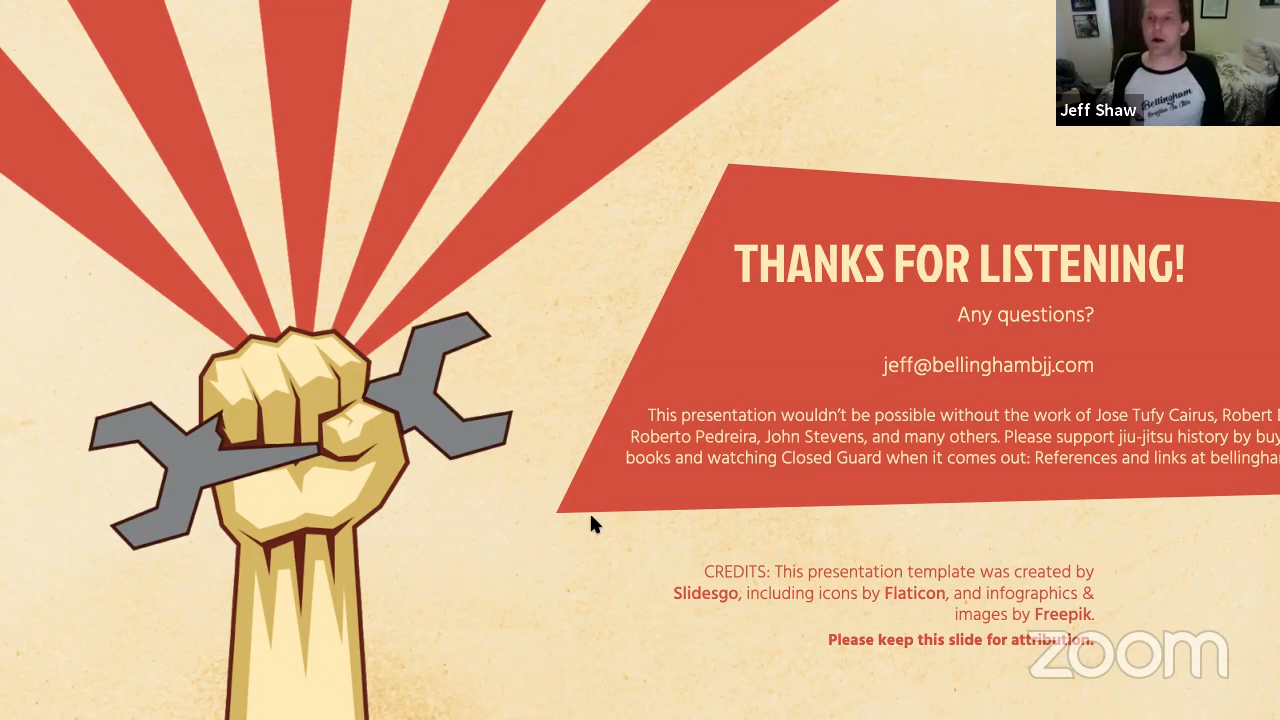 Bellingham
Jeff Shaw
THANKS FOR LISTENING!
Any questions?
jeff@bellinghambjj.com
This presentation wouldn't be possible without the work of Jose Tufy Cairus, Robert
Roberto Pedreira, John Stevens, and many others. Please support jiu-jitsu history by buy
books and watching Closed Guard when it comes out: References and links at bellingha
CREDITS: This presentation template was created by
Slidesgo, including icons by Flaticon, and infographics &
images by Freepik.
Please keep this slide for attribution.
zoom